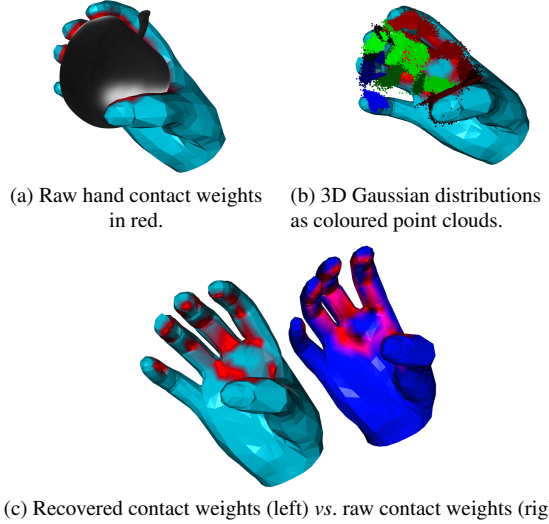 (a) Raw hand contact weights
in red.
(b) 3D Gaussian distributions
as coloured point clouds.
(c) Recovered contact weights (left) vs. raw contact weights (rig